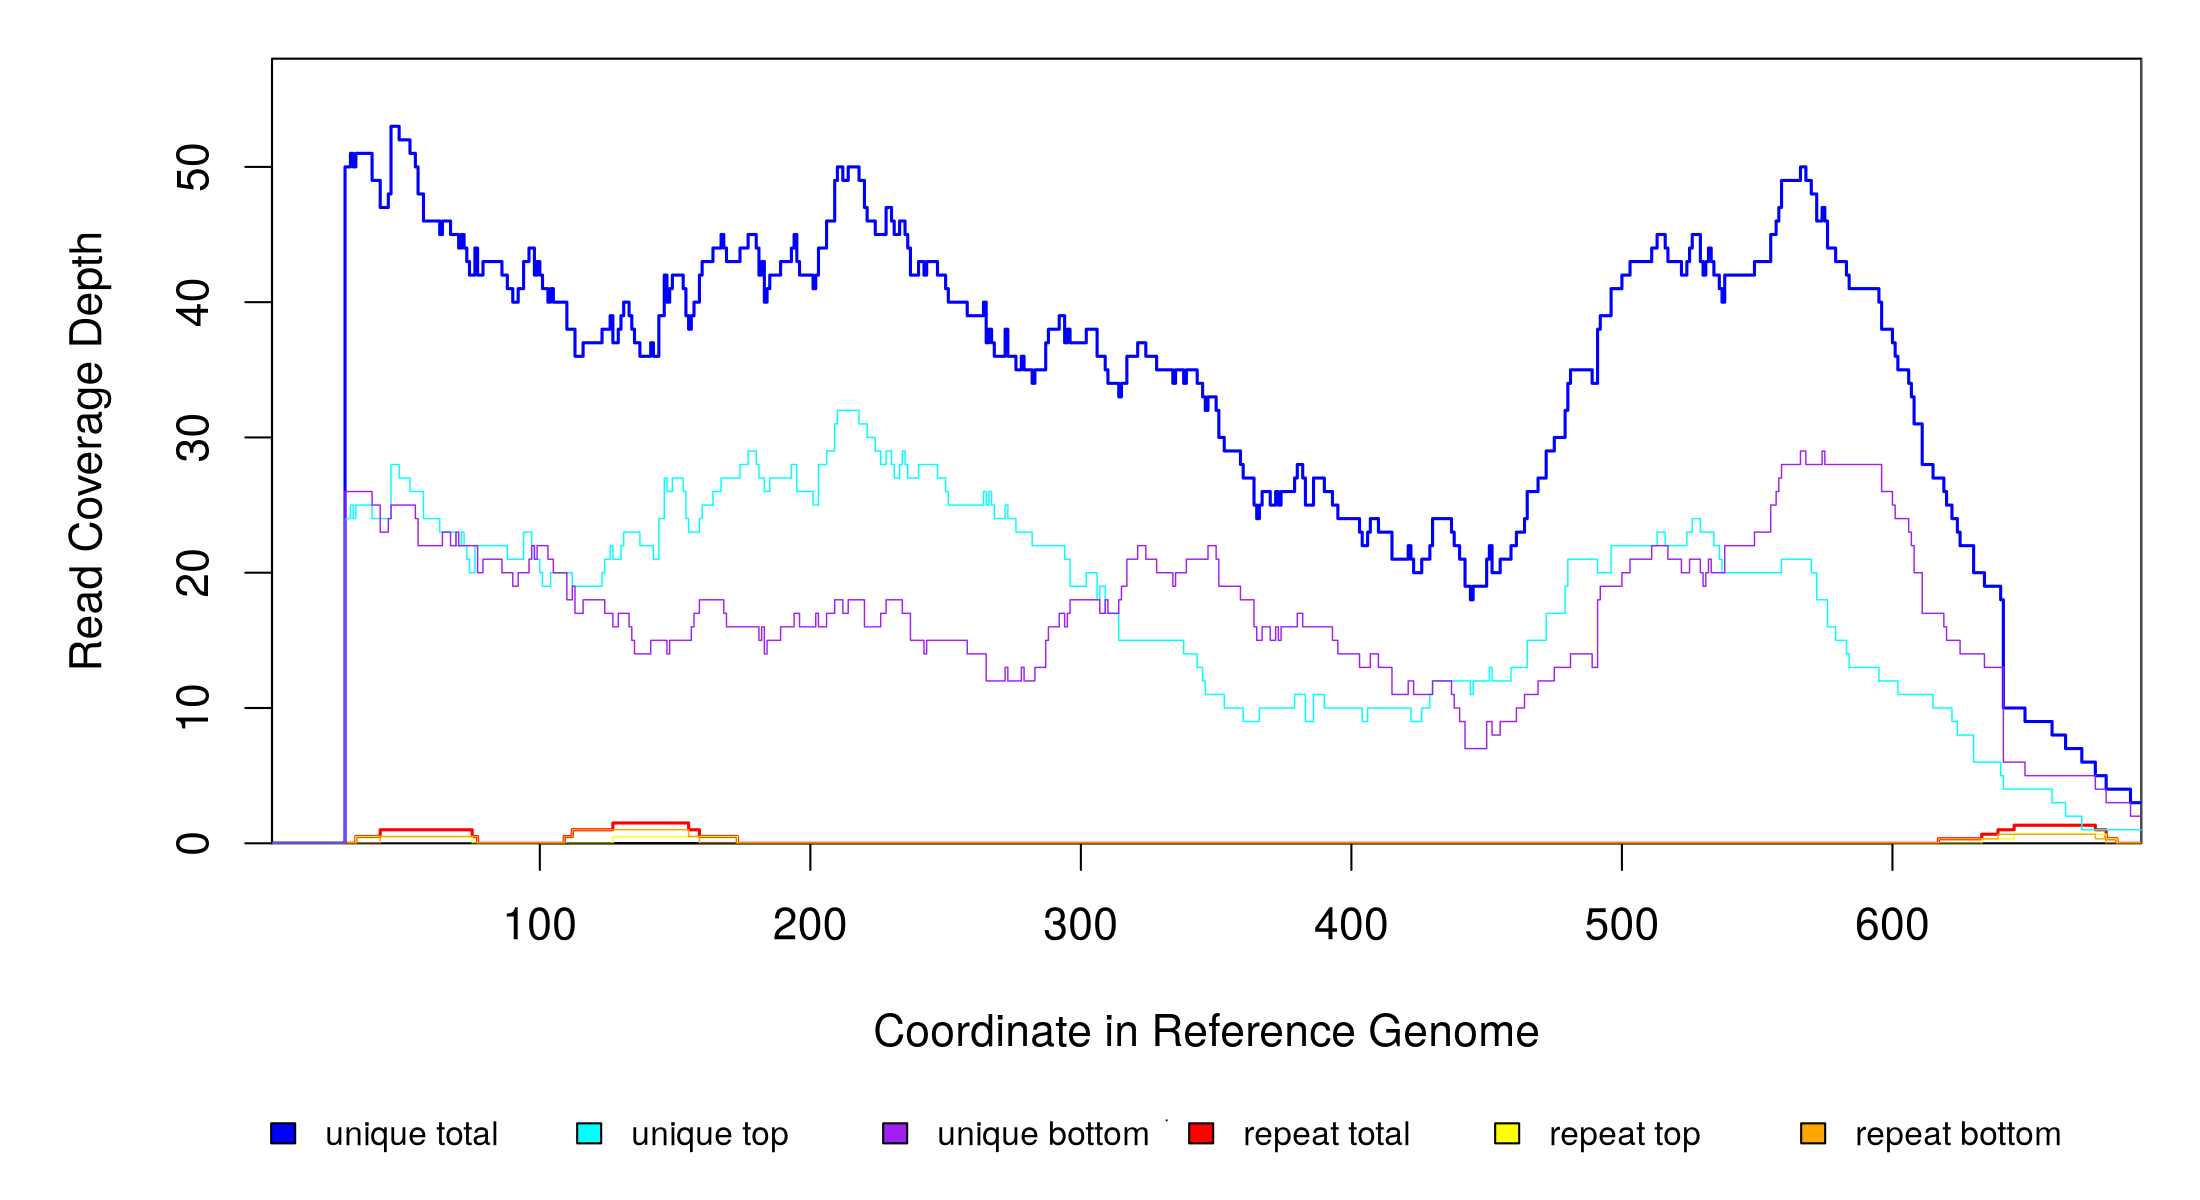 Read Coverage Depth
50
40
30
20
10
0
100 200 300 400 500 600
Coordinate in Reference Genome
unique total unique top unique bottom repeat total repeat top repeat bottom